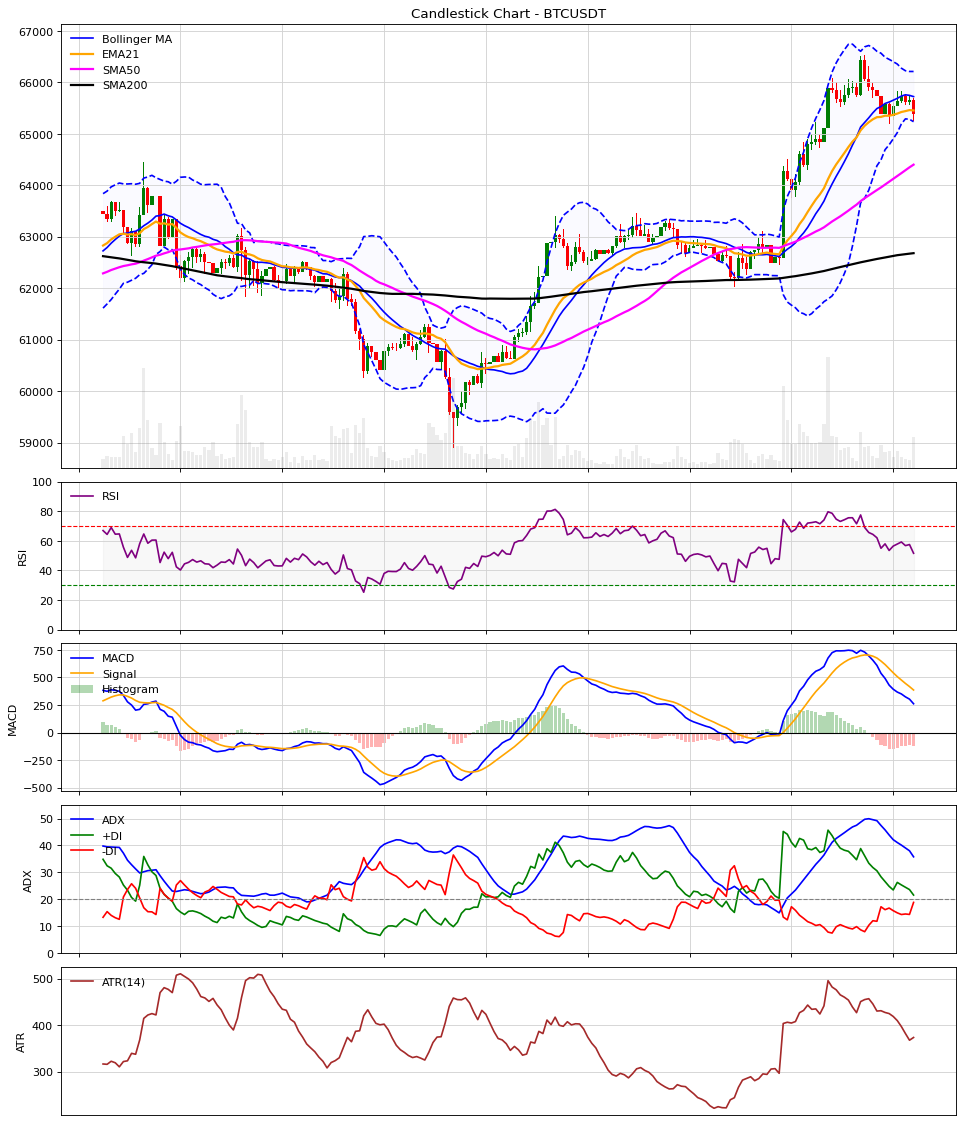 Candlestick Chart - BTCUSDT
67000
66000
65000
64000
63000
62000
61000
60000
59000
Bollinger MA
EMA21
SMA50
SMA200
100
80
60
40
20
0
RSI
RSI
750
500
250
0
−250
−500
MACD
MACD
Signal
Histogram
50
40
30
20
10
0
ADX
ADX
+DI
-DI
500
400
300
ATR
ATR(14)